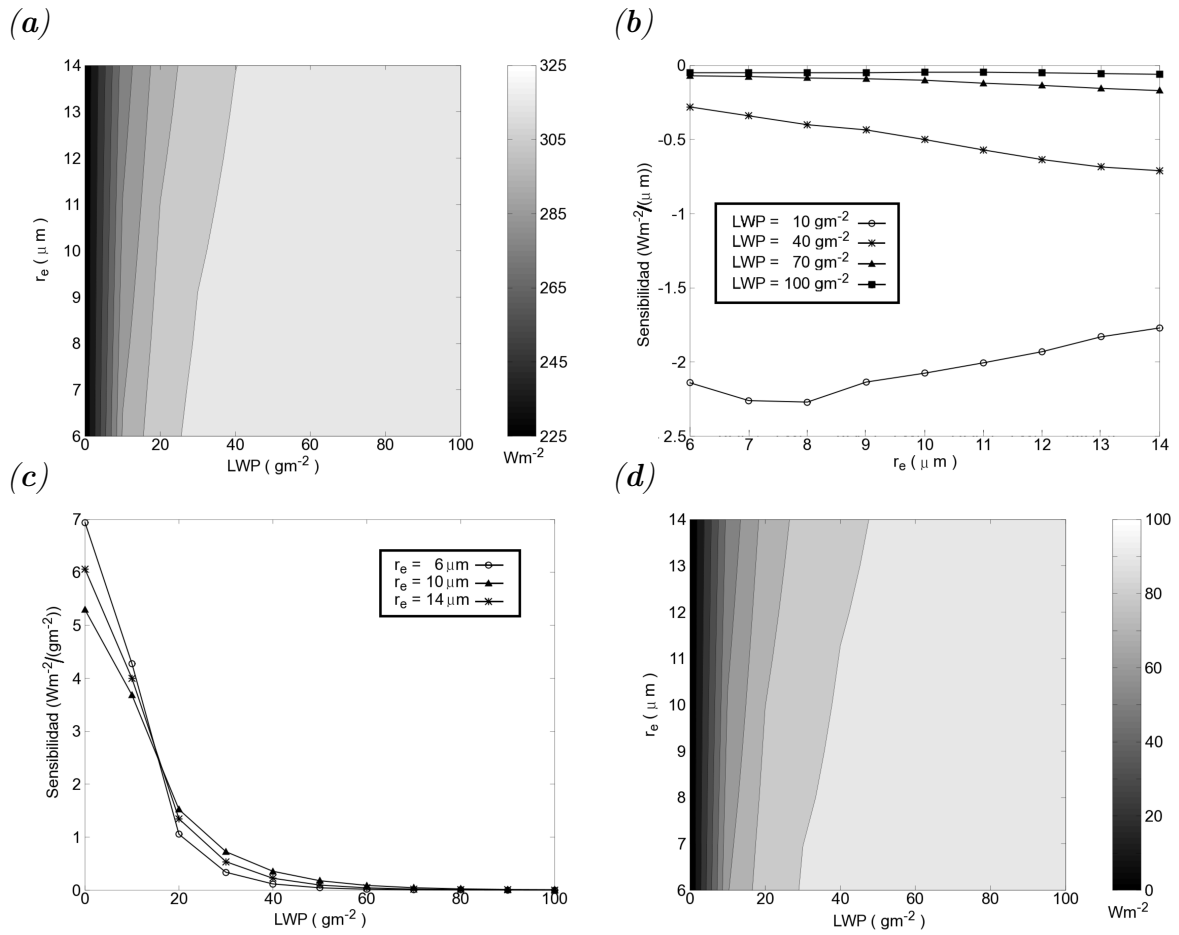 (a)
14
13
12
11
10
9
8
7
6
r_e ( μ m )
0 20 40 60 80 100
LWP ( gm⁻² )
325
305
285
265
245
225
Wm⁻²
(b)
0
-0.5
-1
-1.5
-2
-2.5
Sensibilidad (Wm⁻²/(μ m))
LWP = 10 gm⁻²
LWP = 40 gm⁻²
LWP = 70 gm⁻²
LWP = 100 gm⁻²
6 7 8 9 10 11 12 13 14
r_e ( μ m )
(c)
7
6
5
4
3
2
1
0
Sensibilidad (Wm⁻²/(gm⁻²))
r_e = 6 μm
r_e = 10 μm
r_e = 14 μm
0 20 40 60 80 100
LWP ( gm⁻² )
(d)
14
13
12
11
10
9
8
7
6
r_e ( μ m )
0 20 40 60 80 100
LWP ( gm⁻² )
100
80
60
40
20
0
Wm⁻²